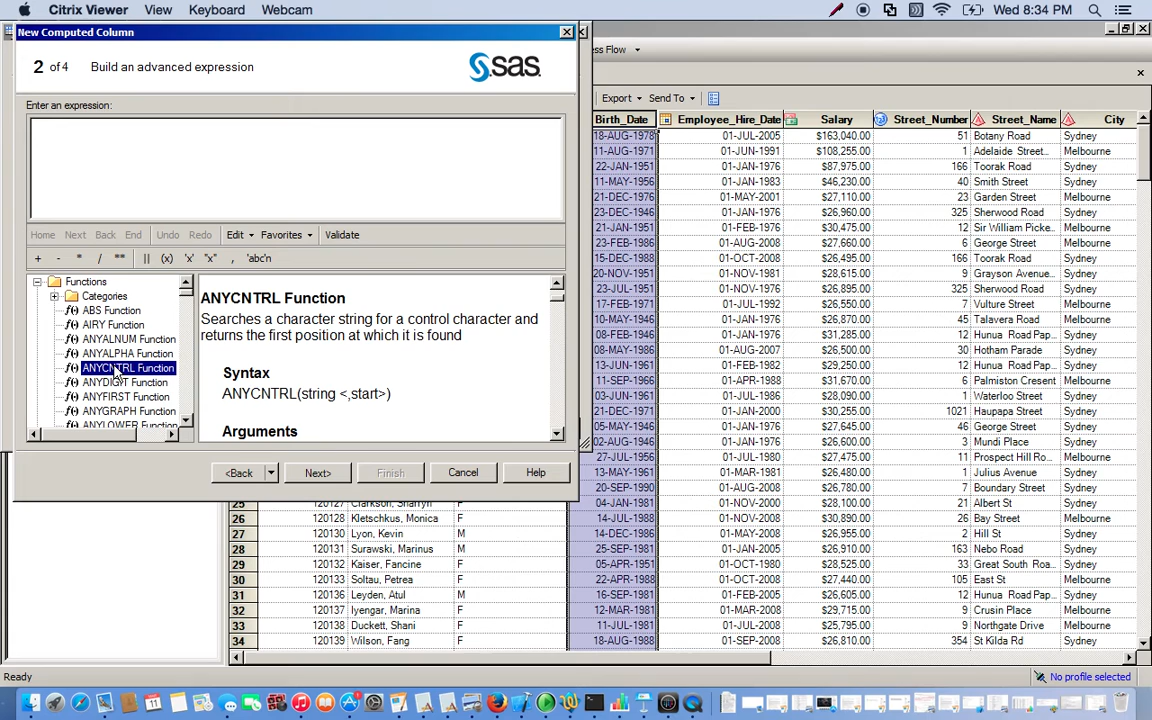 Citrix Viewer View Keyboard Webcam Wed 8:34 PM
New Computed Column
2 of 4 Build an advanced expression
sas.
Enter an expression:
Home Next Back End Undo Redo Edit Favorites Validate
+ - * / ** || (x) 'x' "x" , 'abc'n
Functions
Categories
ABS Function
AIRY Function
ANYALNUM Function
ANYALPHA Function
ANYCNTRL Function
ANYDIGIT Function
ANYFIRST Function
ANYGRAPH Function
ANYLOWER Function
ANYCNTRL Function
Searches a character string for a control character and
returns the first position at which it is found
Syntax
ANYCNTRL(string <,start>)
Arguments
<Back Next> Finish Cancel Help
ess Flow
Export Send To
Birth_Date Employee_Hire_Date Salary Street_Number Street_Name City
18-AUG-1978 01-JUL-2005 $163,040.00 51 Botany Road Sydney
11-AUG-1971 01-JUN-1991 $108,255.00 1 Adelaide Street... Melbourne
22-JAN-1951 01-JAN-1976 $87,975.00 166 Toorak Road Sydney
11-MAY-1956 01-JAN-1983 $46,230.00 40 Smith Street Sydney
21-DEC-1976 01-MAY-2001 $27,110.00 23 Garden Street Melbourne
23-DEC-1946 01-JAN-1976 $26,960.00 325 Sherwood Road Sydney
21-JAN-1953 01-FEB-1976 $30,475.00 12 Sir William Picke... Melbourne
23-FEB-1986 01-AUG-2008 $27,660.00 6 George Street Melbourne
15-DEC-1988 01-OCT-2008 $26,495.00 166 Toorak Road Sydney
20-NOV-1951 01-AUG-1981 $28,615.00 9 Grayson Avenue... Sydney
23-JUL-1951 01-JAN-1976 $26,895.00 325 Sherwood Road Sydney
17-FEB-1971 01-JUL-1992 $26,550.00 7 Vulture Street Melbourne
10-MAY-1946 01-JAN-1976 $26,870.00 45 Talavera Road Sydney
08-FEB-1946 01-JAN-1976 $31,285.00 12 Hunua Road Pap... Sydney
08-MAY-1986 01-AUG-2007 $26,500.00 30 Hotham Parade Sydney
13-JUN-1961 01-FEB-1982 $29,250.00 12 Hunua Road Pap... Sydney
11-SEP-1966 01-APR-1988 $31,670.00 6 Palmiston Cresent Melbourne
06-SEP-1961 01-JUL-1986 $28,090.00 1 Waterloo Street Melbourne
21-DEC-1971 01-JAN-2000 $30,255.00 1021 Haupapa Street Melbourne
05-MAY-1946 01-JAN-1976 $27,645.00 46 George Street Melbourne
02-AUG-1951 01-JAN-1976 $26,600.00 3 Mundi Place Sydney
27-JUL-1956 01-JUL-1980 $27,475.00 11 Prospect Hill Ro... Melbourne
13-MAY-1961 01-MAR-1981 $26,480.00 1 Julius Avenue Melbourne
20-SEP-1990 01-DEC-2008 $26,780.00 7 Boundary Street Melbourne
25 120127 Clarkson, Sharryn F 04-JAN-1981 01-NOV-2000 $28,100.00 21 Albert St Melbourne
26 120128 Kletschkus, Monica F 14-JUL-1988 01-NOV-2008 $30,890.00 26 Bay Street Melbourne
27 120130 Lyon, Kevin M 14-DEC-1986 01-MAY-2008 $26,955.00 2 Hill St Sydney
28 120131 Surawski, Marinus M 25-SEP-1981 01-JAN-2005 $26,910.00 163 Nebo Road Sydney
29 120132 Kaiser, Fancine F 05-APR-1951 01-OCT-1980 $28,525.00 33 Great South Roa... Sydney
30 120133 Soltau, Petrea F 22-APR-1988 01-OCT-2008 $27,440.00 105 East St Melbourne
31 120136 Leyden, Atul M 16-SEP-1981 01-FEB-2006 $26,605.00 12 Hunua Road Pap... Sydney
32 120137 Iyengar, Marina F 12-MAR-1981 01-MAR-2008 $29,715.00 9 Crusin Place Melbourne
33 120138 Duckett, Shani F 11-JUL-1981 01-JUL-2008 $25,795.00 9 Northgate Drive Melbourne
34 120139 Wilson, Fang F 18-AUG-1988 01-SEP-2008 $26,810.00 354 St Kilda Rd Sydney
Ready No profile selected